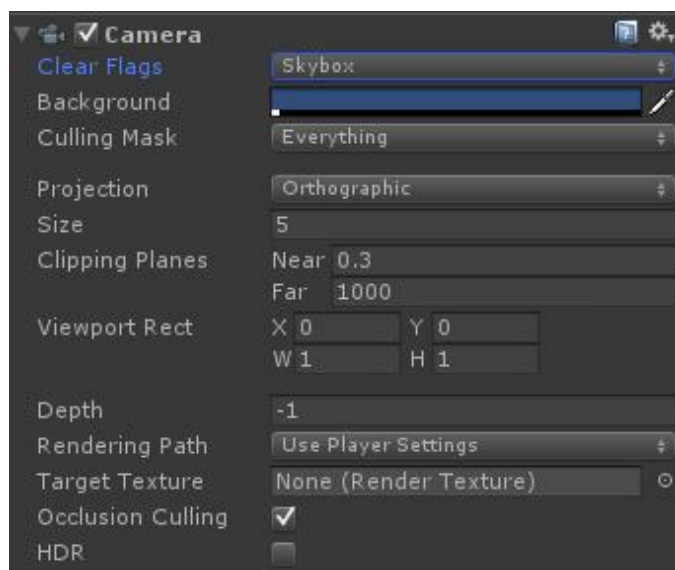 Camera
Clear Flags Skybox
Background
Culling Mask Everything
Projection Orthographic
Size 5
Clipping Planes Near 0.3
Far 1000
Viewport Rect X 0 Y 0
W 1 H 1
Depth -1
Rendering Path Use Player Settings
Target Texture None (Render Texture)
Occlusion Culling
HDR